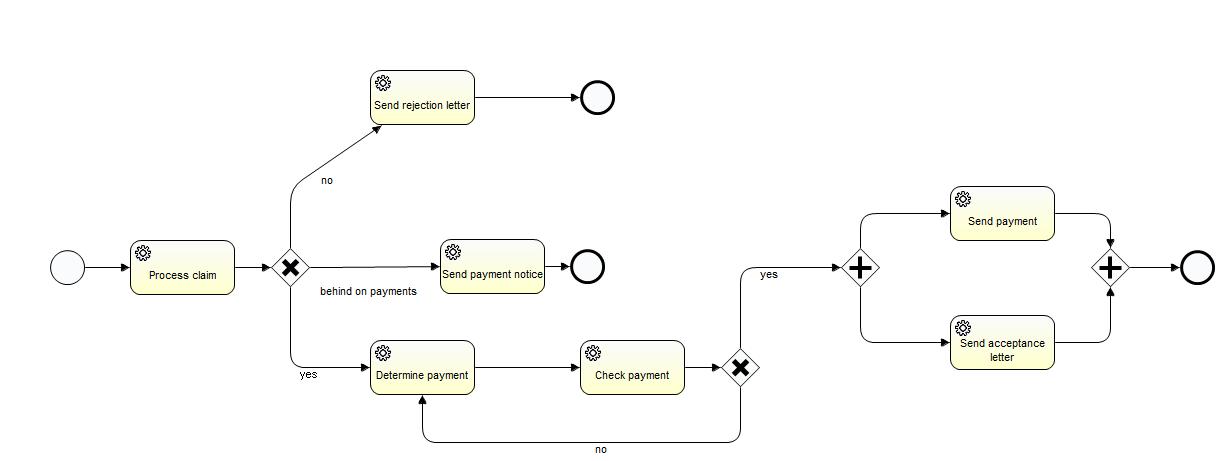 Send rejection letter
no
Send payment
yes
Process claim
Send payment notice
behind on payments
Send acceptance
letter
yes
Determine payment
Check payment
no